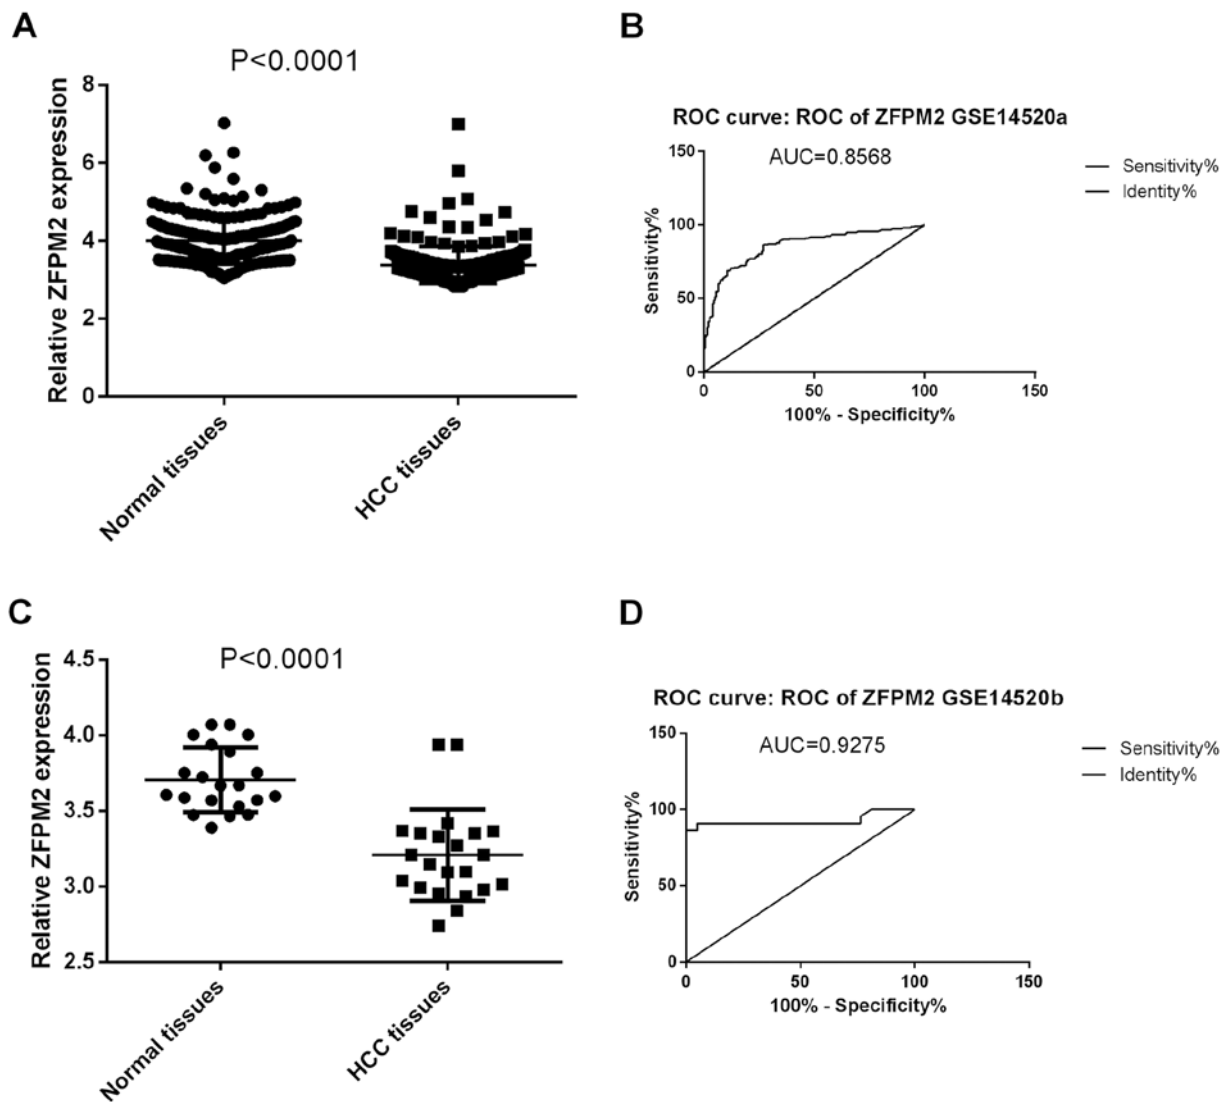 A
P<0.0001
Relative ZFPM2 expression
8
6
4
2
0
Normal tissues
HCC tissues
B
ROC curve: ROC of ZFPM2 GSE14520a
AUC=0.8568
Sensitivity%
Identity%
Sensitivity%
150
100
50
0
0 50 100 150
100% - Specificity%
C
P<0.0001
Relative ZFPM2 expression
4.5
4.0
3.5
3.0
2.5
Normal tissues
HCC tissues
D
ROC curve: ROC of ZFPM2 GSE14520b
AUC=0.9275
Sensitivity%
Identity%
Sensitivity%
150
100
50
0
0 50 100 150
100% - Specificity%